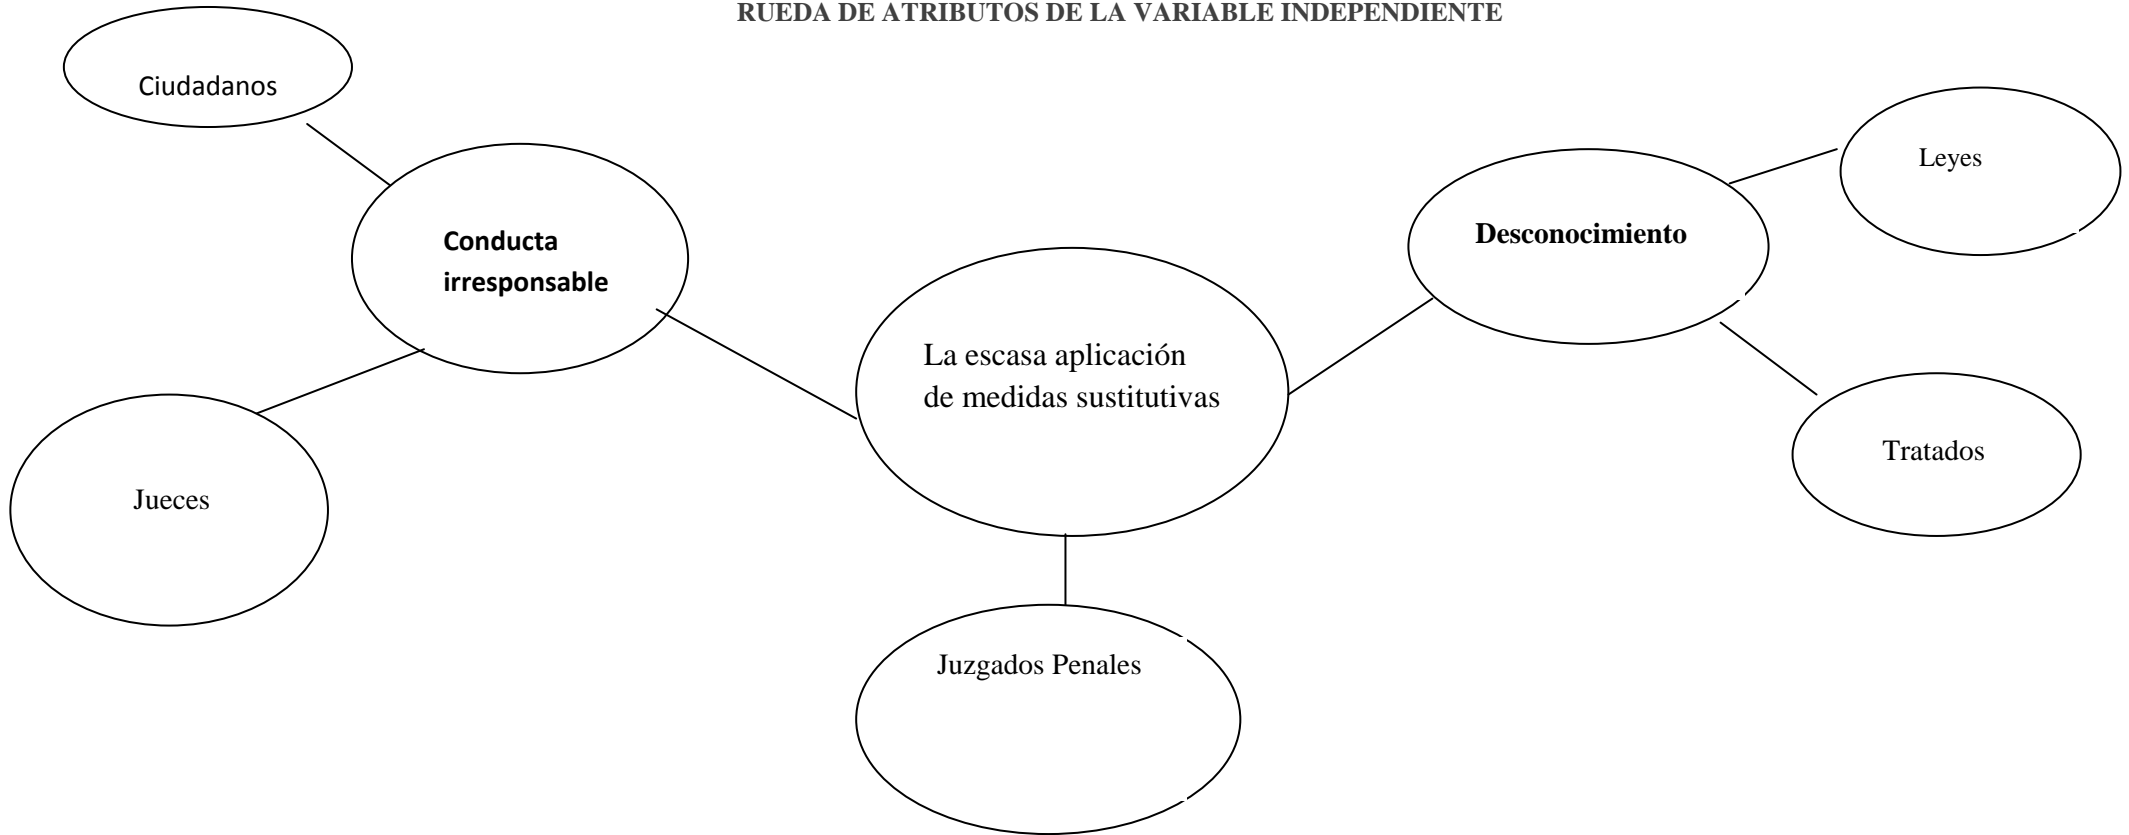 RUEDA DE ATRIBUTOS DE LA VARIABLE INDEPENDIENTE
Ciudadanos
Conducta
irresponsable
Jueces
La escasa aplicación
de medidas sustitutivas
Juzgados Penales
Desconocimiento
Leyes
Tratados